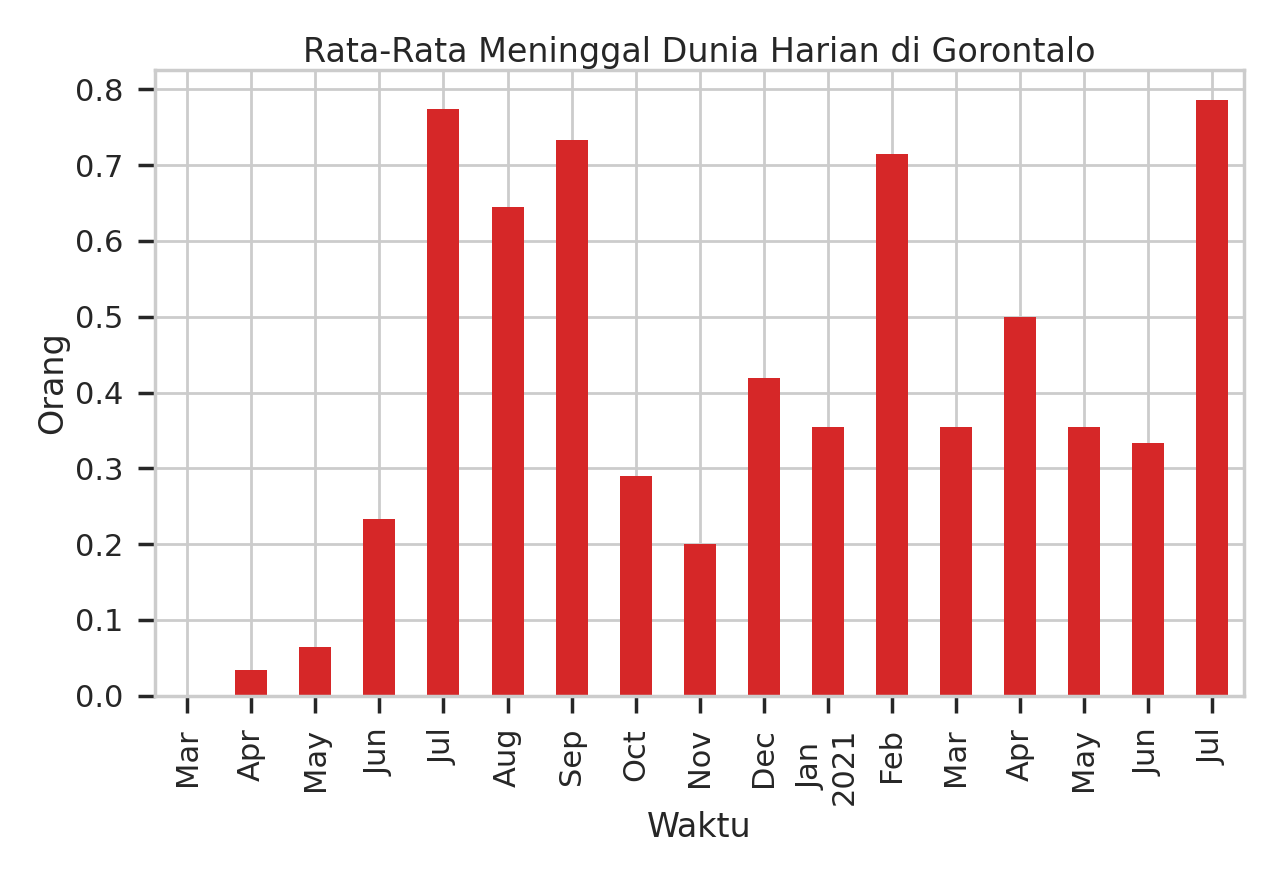 Rata-Rata Meninggal Dunia Harian di Gorontalo
0.8
0.7
0.6
0.5
0.4
0.3
0.2
0.1
0.0
Orang
Mar
Apr
May
Jun
Jul
Aug
Sep
Oct
Nov
Dec
Jan
2021
Feb
Mar
Apr
May
Jun
Jul
Waktu